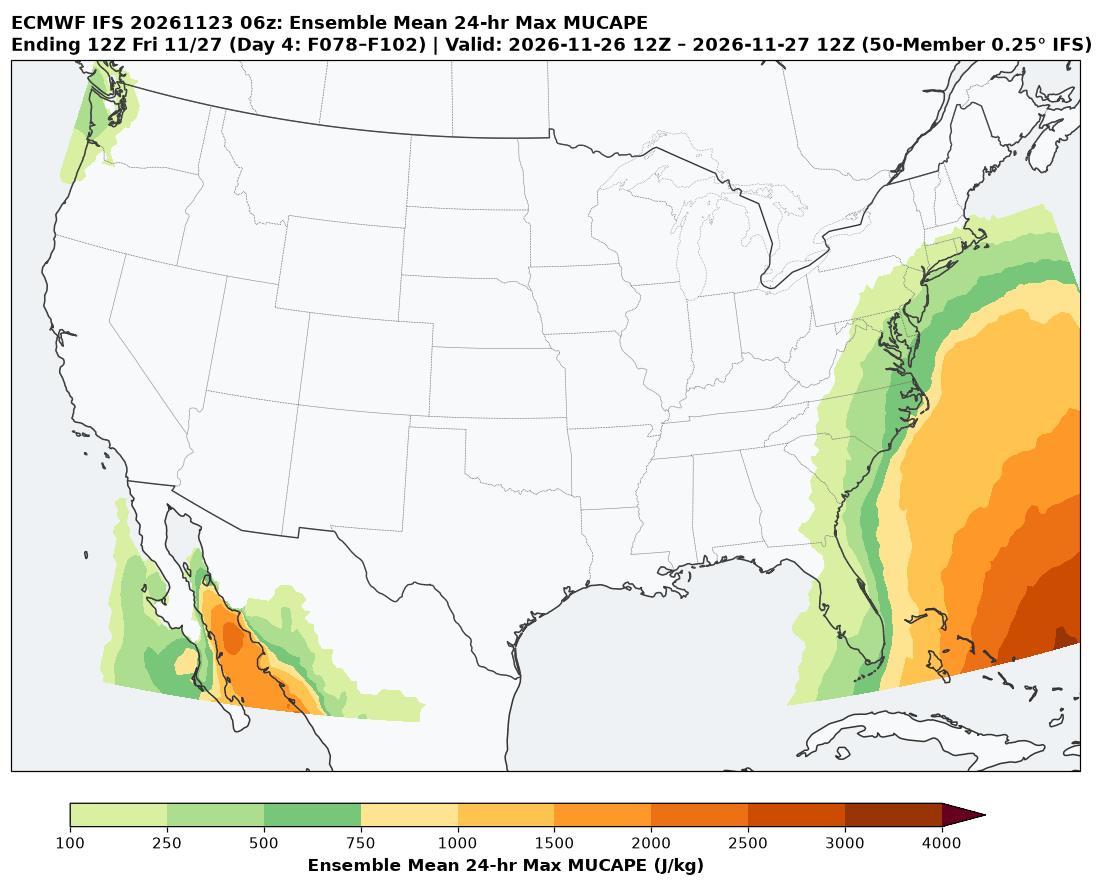 ECMWF IFS 20261123 06z: Ensemble Mean 24-hr Max MUCAPE
Ending 12Z Fri 11/27 (Day 4: F078–F102) | Valid: 2026-11-26 12Z – 2026-11-27 12Z (50-Member 0.25° IFS)
100 250 500 750 1000 1500 2000 2500 3000 4000
Ensemble Mean 24-hr Max MUCAPE (J/kg)